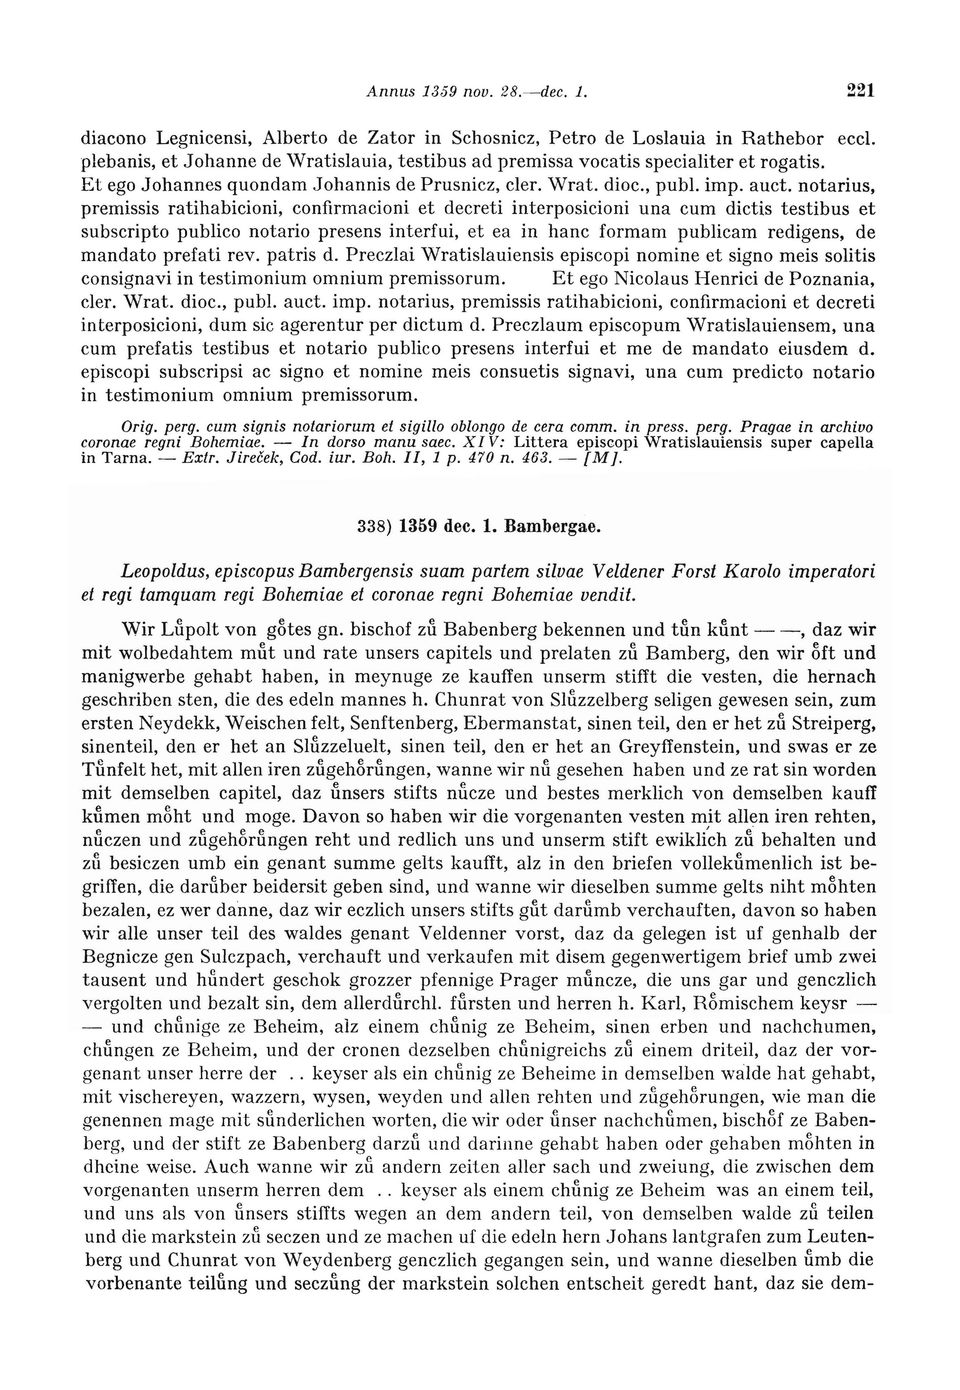 Annus 1359 nov. 28.—dec. 1. 221
diacono Legnicensi, Alberto de Zator in Schosnicz, Petro de Loslauia in Rathebor eccl.
plebanis, et Johanne de Wratislauia, testibus ad premissa vocatis specialiter et rogatis.
Et ego Johannes quondam Johannis de Prusnicz, cler. Wrat. dioc., publ. imp. auct. notarius,
premissis ratihabicioni, confirmacioni et decreti interposicioni una cum dictis testibus et
subscripto publico notario presens interfui, et ea in hanc formam publicam redigens, de
mandato prefati rev. patris d. Preczlai Wratislauiensis episcopi nomine et signo meis solitis
consignavi in testimonium omnium premissorum. Et ego Nicolaus Henrici de Poznania,
cler. Wrat. dioc., publ. auct. imp. notarius, premissis ratihabicioni, confirmacioni et decreti
interposicioni, dum sic agerentur per dictum d. Preczlaum episcopum Wratislauiensem, una
cum prefatis testibus et notario publico presens interfui et me de mandato eiusdem d.
episcopi subscripsi ac signo et nomine meis consuetis signavi, una cum predicto notario
in testimonium omnium premissorum.
Orig. perg. cum signis notariorum et sigillo oblongo de cera comm. in press. perg. Pragae in archivo
coronae regni Bohemiae. — In dorso manu saec. XIV: Littera episcopi Wratislauiensis super capella
in Tarna. — Extr. Jireček, Cod. iur. Boh. II, 1 p. 470 n. 463. — [M].
338) 1359 dec. 1. Bambergae.
Leopoldus, episcopus Bambergensis suam partem silvae Veldener Forst Karolo imperatori
et regi tamquam regi Bohemiae et coronae regni Bohemiae vendit.
Wir Lůpolt von gotes gn. bischof zů Babenberg bekennen und tůn kůnt — —, daz wir
mit wolbedahtem můt und rate unsers capitels und prelaten zů Bamberg, den wir oft und
manigwerbe gehabt haben, in meynuge ze kauffen unserm stifft die vesten, die hernach
geschriben sten, die des edeln mannes h. Chunrat von Slůzzelberg seligen gewesen sein, zum
ersten Neydekk, Weischen felt, Senftenberg, Ebermanstat, sinen teil, den er het zů Streiperg,
sinenteil, den er het an Slůzzeluelt, sinen teil, den er het an Greyffenstein, und swas er ze
Tůnfelt het, mit allen iren zůgehoͤrůngen, wanne wir nů gesehen haben und ze rat sin worden
mit demselben capitel, daz ůnsers stifts nůcze und bestes merklich von demselben kauff
kůmen moͤht und moge. Davon so haben wir die vorgenanten vesten mit allen iren rehten,
nůczen und zůgehoͤrůngen reht und redlich uns und unserm stift ewiklich zů behalten und
zů besiczen umb ein genant summe gelts kaufft, alz in den briefen vollekůmenlich ist be-
griffen, die darůber beidersit geben sind, und wanne wir dieselben summe gelts niht moͤhten
bezalen, ez wer danne, daz wir eczlich unsers stifts gůt darůmb verchauften, davon so haben
wir alle unser teil des waldes genant Veldenner vorst, daz da gelegen ist uf genhalb der
Begnicze gen Sulczpach, verchauft und verkaufen mit disem gegenwertigem brief umb zwei
tausent und hůndert geschok grozzer pfennige Prager můncze, die uns gar und genczlich
vergolten und bezalt sin, dem allerdůrchl. fůrsten und herren h. Karl, Roͤmischem keysr —
— und chůnige ze Beheim, alz einem chůnig ze Beheim, sinen erben und nachchumen,
chůngen ze Beheim, und der cronen dezselben chůnigreichs zů einem driteil, daz der vor-
genant unser herre der .. keyser als ein chůnig ze Beheime in demselben walde hat gehabt,
mit vischereyen, wazzern, wysen, weyden und allen rehten und zůgehoͤrungen, wie man die
genennen mage mit sůnderlichen worten, die wir oder ůnser nachchůmen, bischof ze Baben-
berg, und der stift ze Babenberg darzů und darinne gehabt haben oder gehaben moͤhten in
dheine weise. Auch wanne wir zů andern zeiten aller sach und zweiung, die zwischen dem
vorgenanten unserm herren dem .. keyser als einem chůnig ze Beheim was an einem teil,
und uns als von ůnsers stiffts wegen an dem andern teil, von demselben walde zů teilen
und die markstein zů seczen und ze machen uf die edeln hern Johans lantgrafen zum Leuten-
berg und Chunrat von Weydenberg genczlich gegangen sein, und wanne dieselben ůmb die
vorbenante teilůng und seczůng der markstein solchen entscheit geredt hant, daz sie dem-